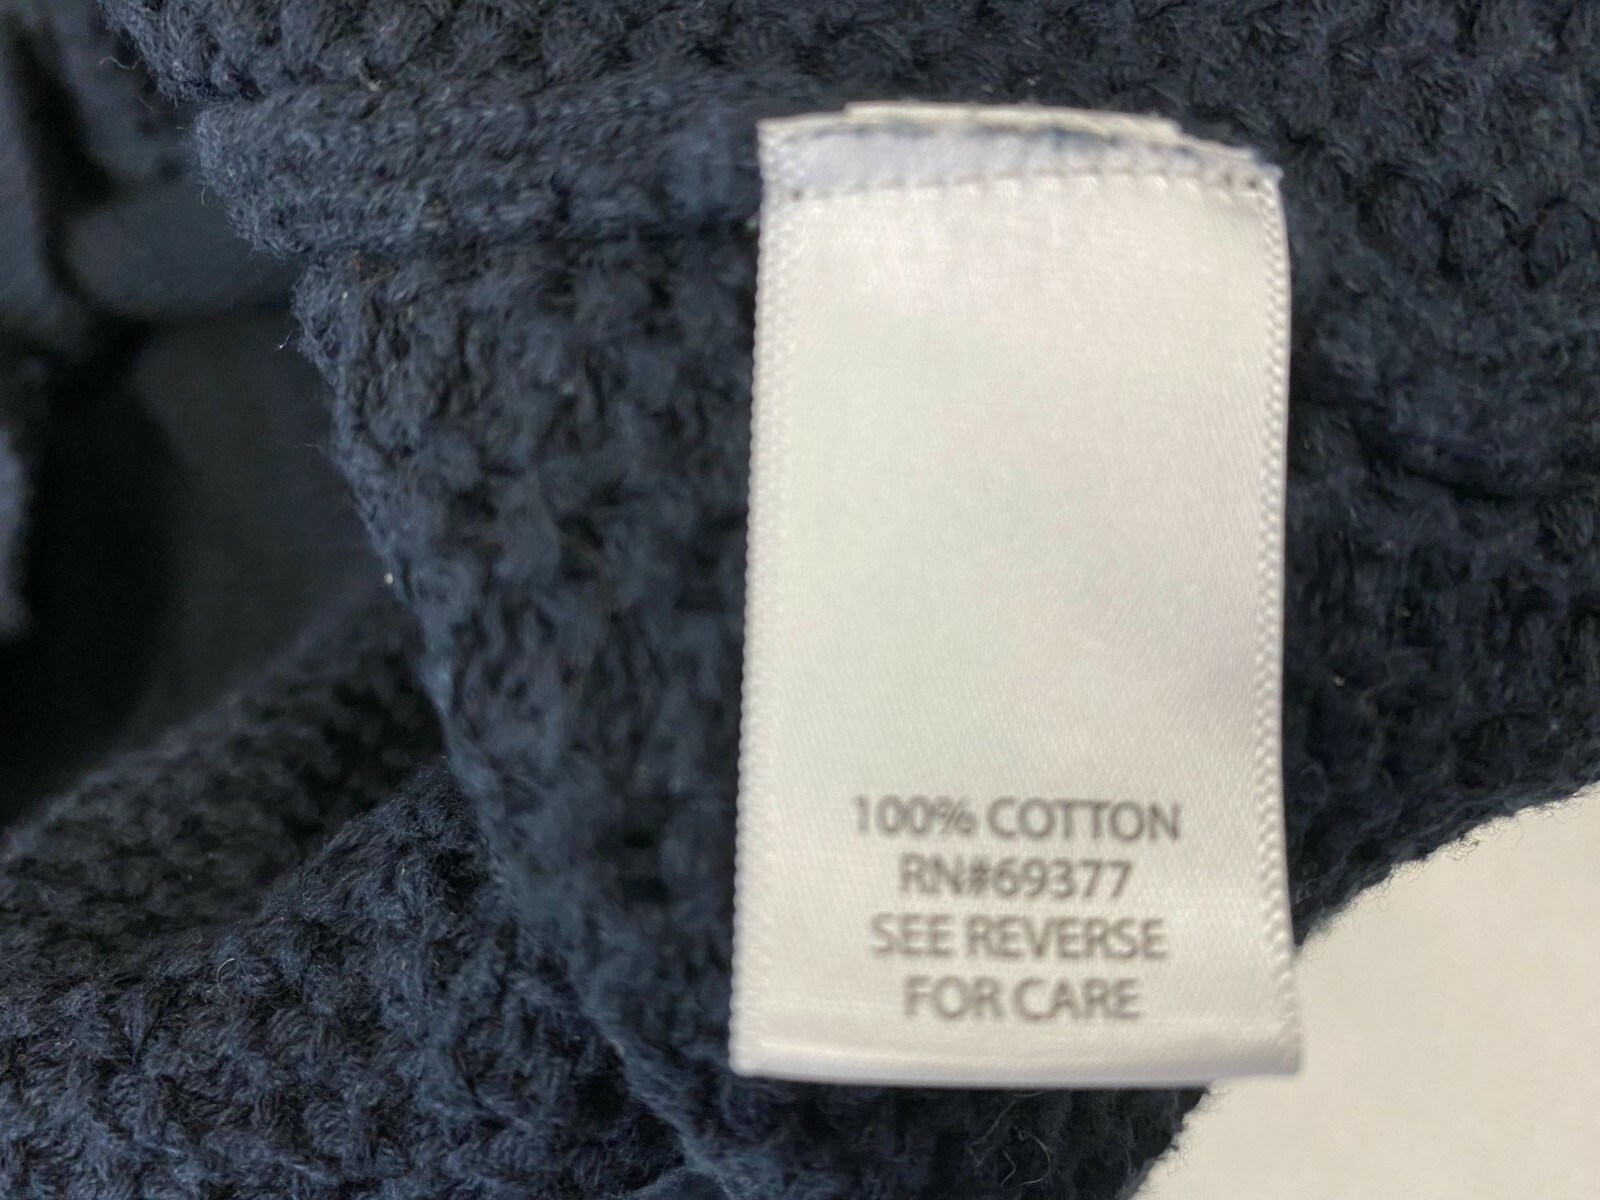 100% COTTON
RN#69377
SEE REVERSE
FOR CARE